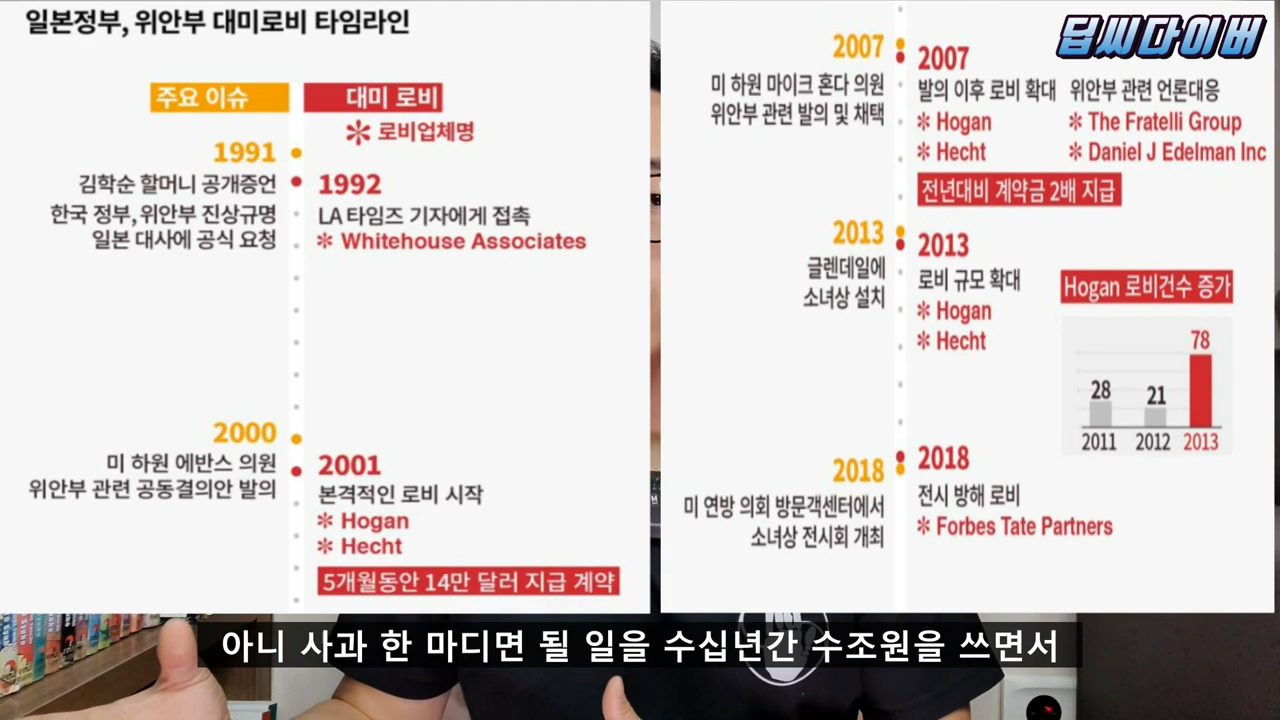 일본정부, 위안부 대미로비 타임라인
주요 이슈
대미 로비
* 로비업체명
1991
김학순 할머니 공개증언
한국 정부, 위안부 진상규명
일본 대사에 공식 요청
1992
LA 타임즈 기자에게 접촉
* Whitehouse Associates
2000
미 하원 에반스 의원
위안부 관련 공동결의안 발의
2001
본격적인 로비 시작
* Hogan
* Hecht
5개월동안 14만 달러 지급 계약
딥씨다이버
2007
미 하원 마이크 혼다 의원
위안부 관련 발의 및 채택
2007
발의 이후 로비 확대
* Hogan
* Hecht
위안부 관련 언론대응
* The Fratelli Group
* Daniel J Edelman Inc
전년대비 계약금 2배 지급
2013
글렌데일에
소녀상 설치
2013
로비 규모 확대
* Hogan
* Hecht
Hogan 로비건수 증가
78
28
21
2011 2012 2013
2018
미 연방 의회 방문객센터에서
소녀상 전시회 개최
2018
전시 방해 로비
* Forbes Tate Partners
아니 사과 한 마디면 될 일을 수십년간 수조원을 쓰면서